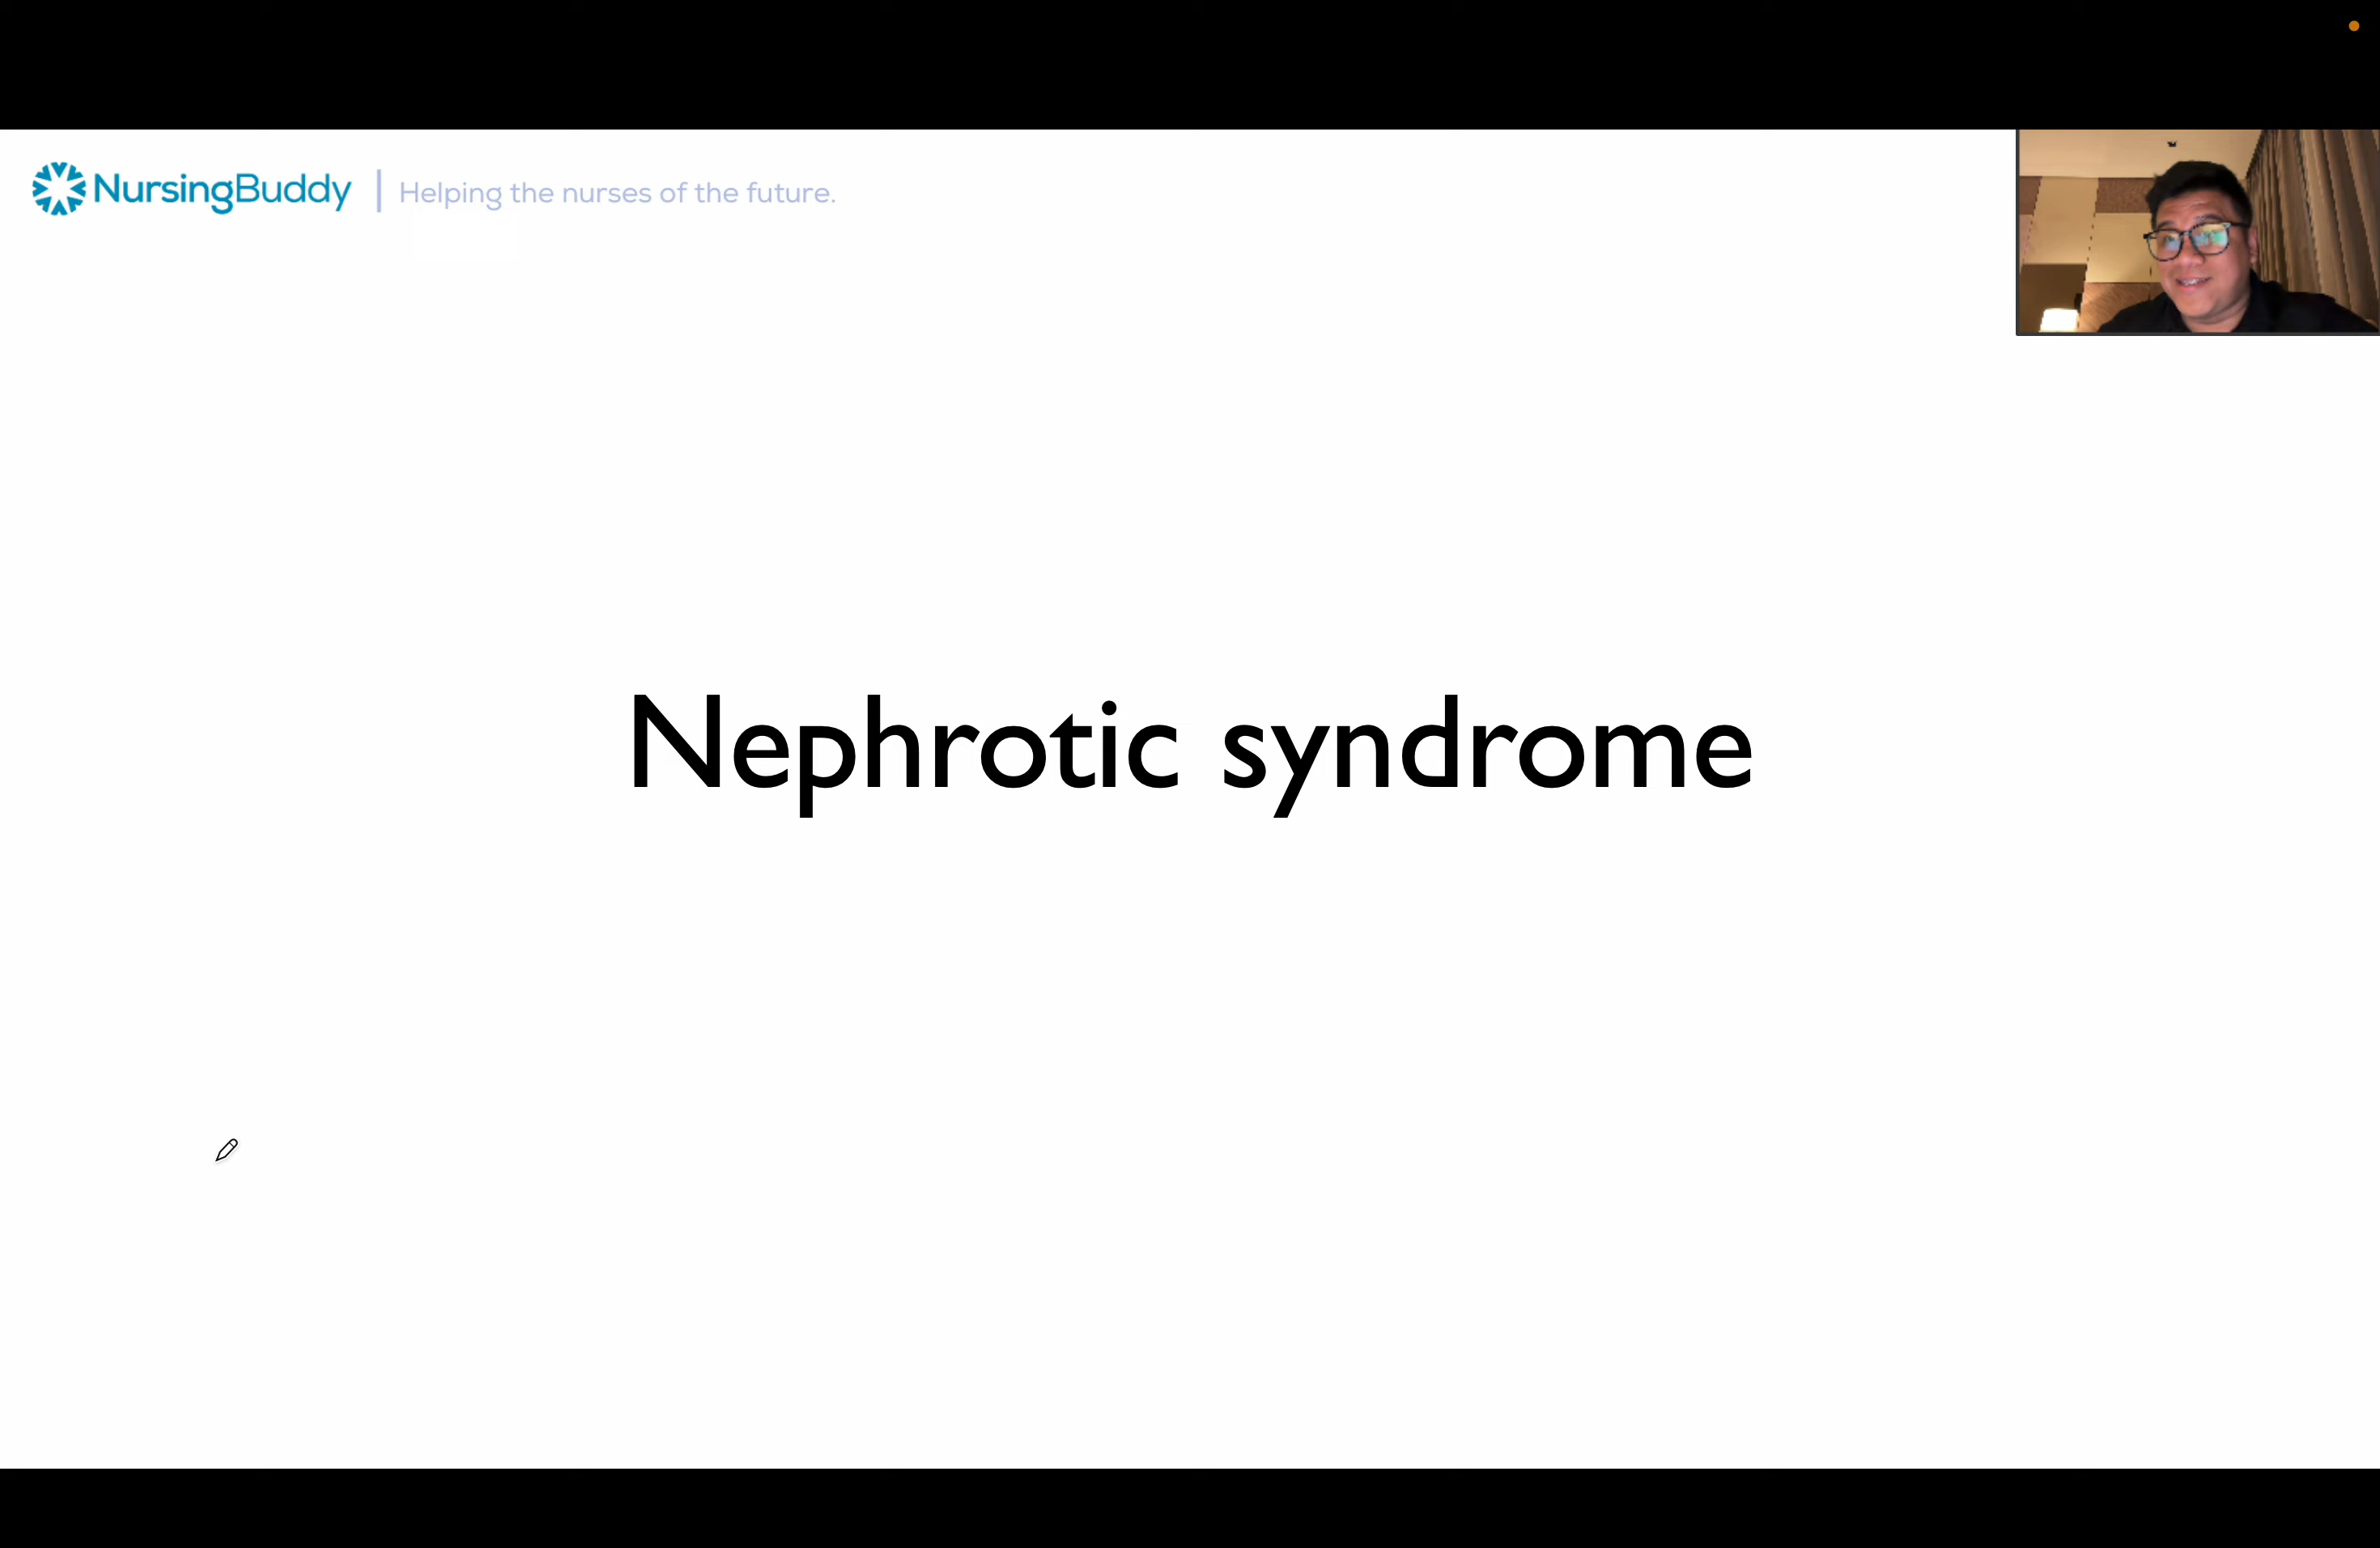 NursingBuddy | Helping the nurses of the future.
Nephrotic syndrome